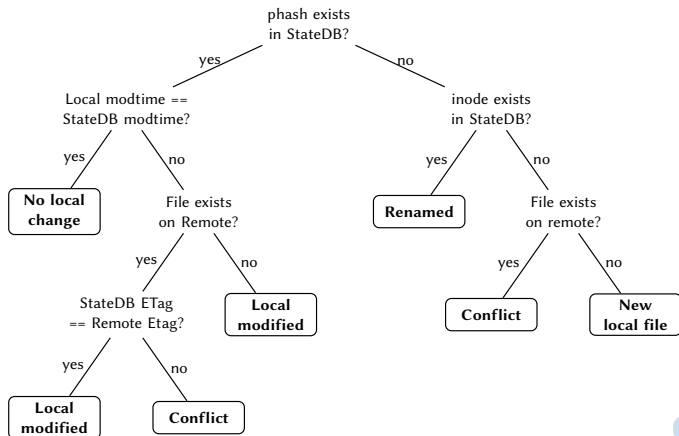 phash exists
in StateDB?
yes
no
Local modtime ==
StateDB modtime?
inode exists
in StateDB?
yes
no
yes
no
No local
change
File exists
on Remote?
Renamed
File exists
on remote?
yes
no
yes
no
StateDB ETag
== Remote Etag?
Local
modified
Conflict
New
local file
yes
no
Local
modified
Conflict